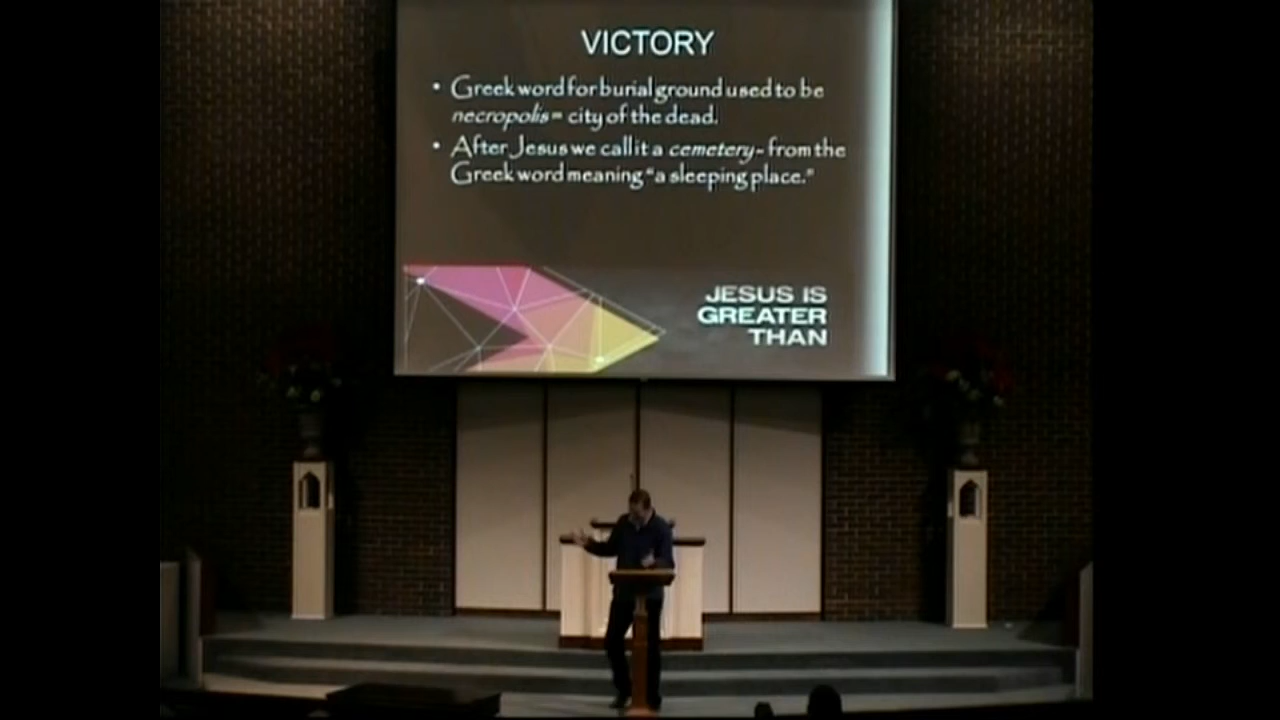 VICTORY
• Greek word for burial ground used to be
necropolis= city of the dead.
• After Jesus we call it a cemetery- from the
Greek word meaning “a sleeping place.”
JESUS IS
GREATER
THAN